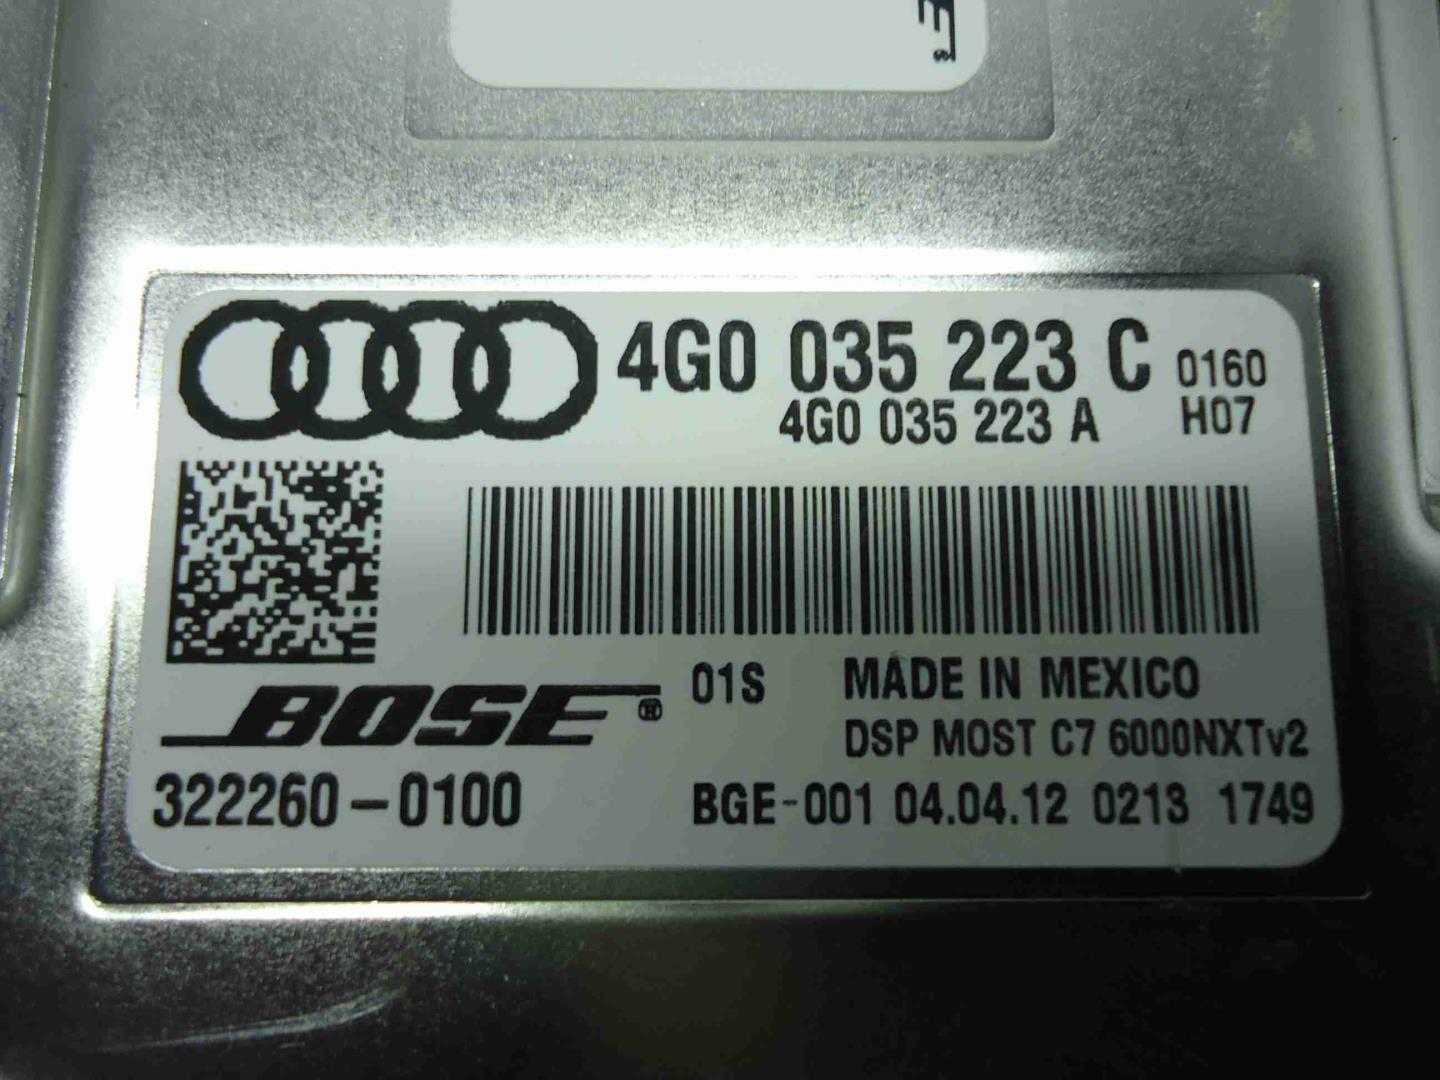 4G0 035 223 C 0160
4G0 035 223 A H07
BOSE® 01S MADE IN MEXICO
DSP MOST C7 6000NXTv2
322260-0100 BGE-001 04.04.12 0213 1749